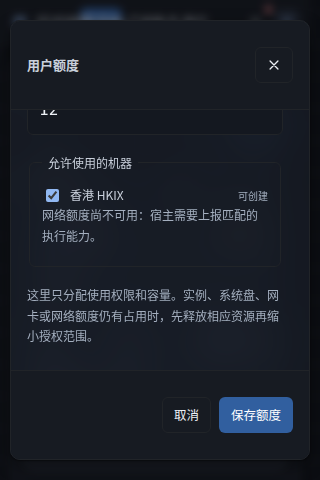 用户额度
12
允许使用的机器
香港 HKIX
可创建
网络额度尚不可用：宿主需要上报匹配的
执行能力。
这里只分配使用权限和容量。实例、系统盘、网
卡或网络额度仍有占用时，先释放相应资源再缩
小授权范围。
取消
保存额度